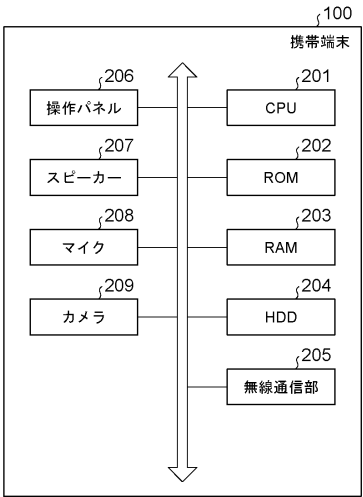 100
携帯端末
206
操作パネル
201
CPU
207
スピーカー
202
ROM
208
マイク
203
RAM
209
カメラ
204
HDD
205
無線通信部